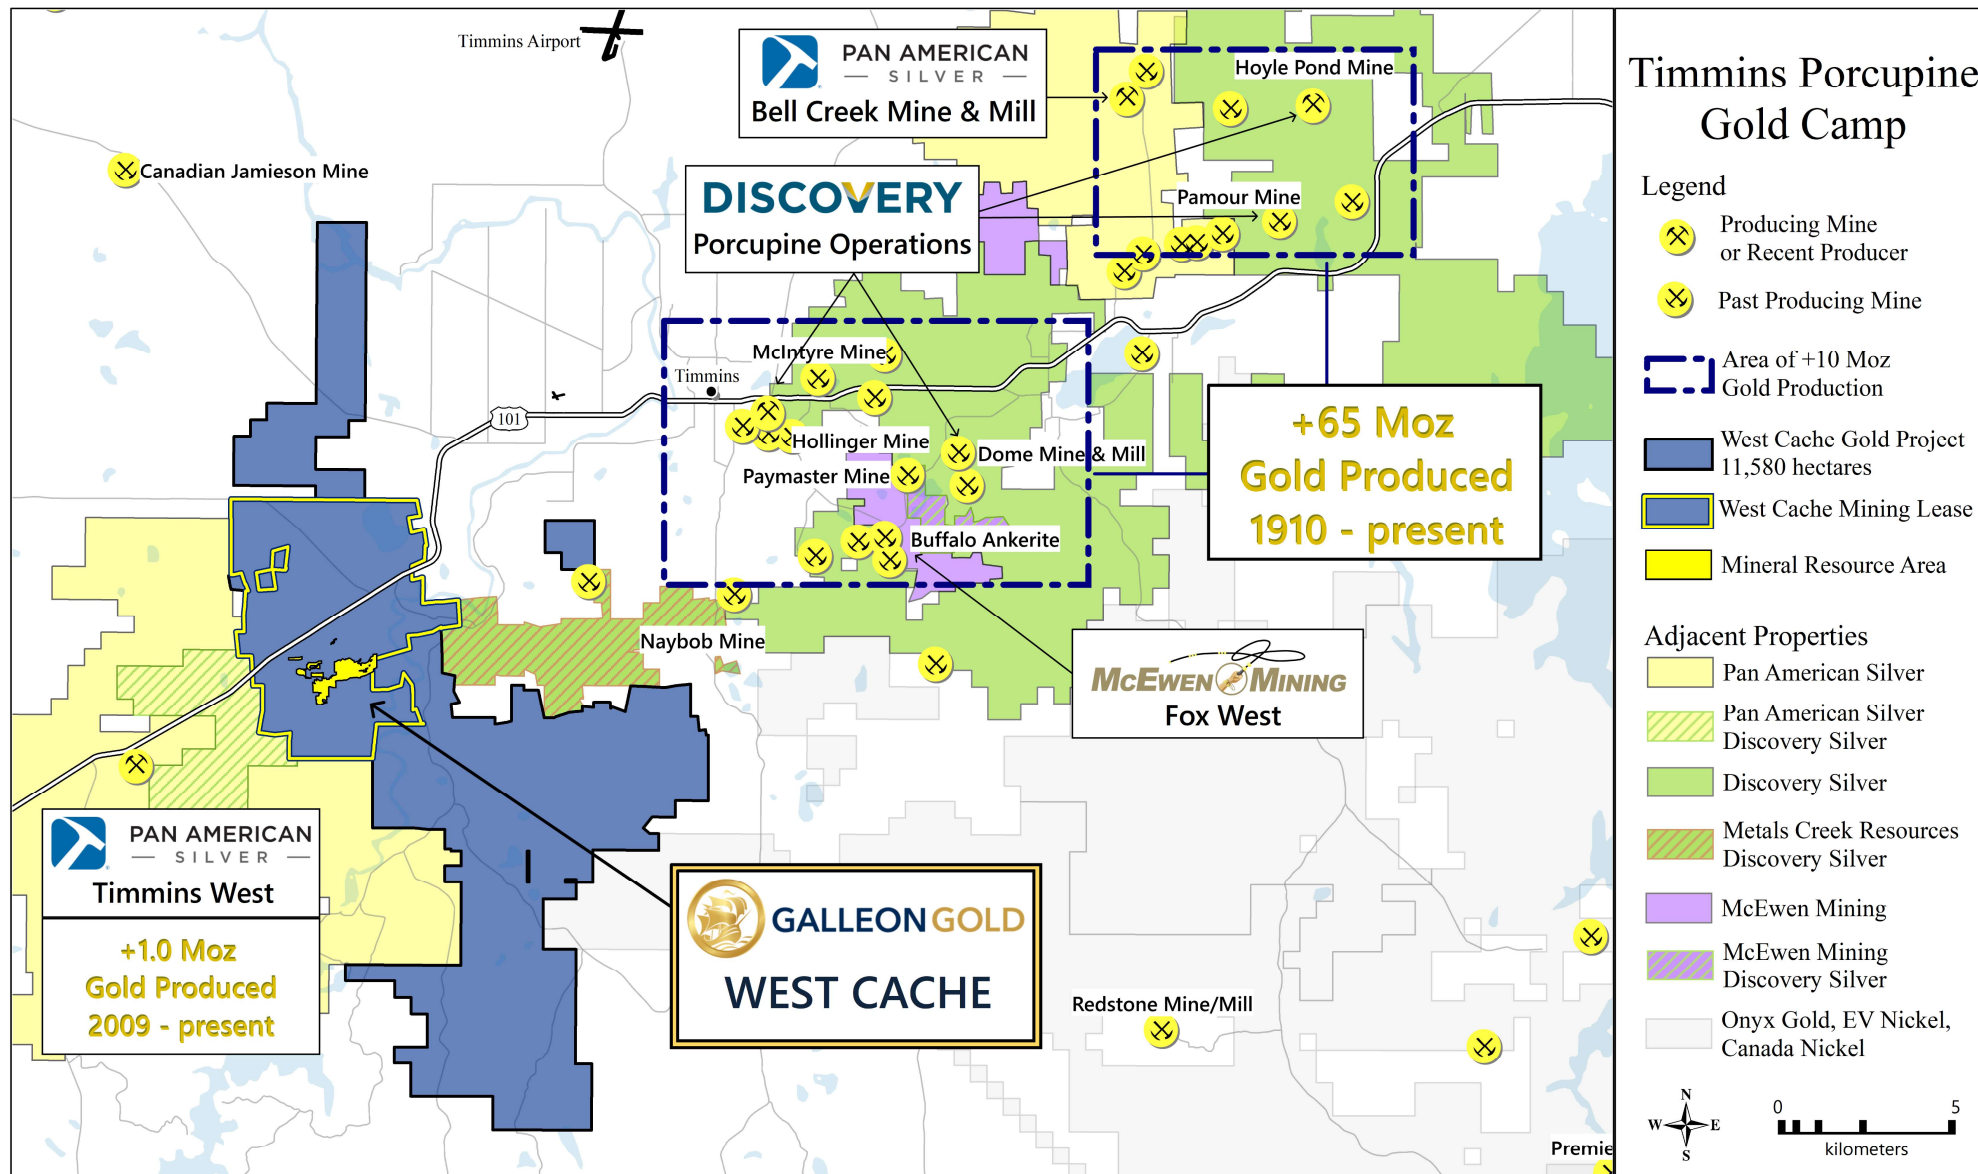 Timmins Airport
PAN AMERICAN
SILVER
Bell Creek Mine & Mill
Hoyle Pond Mine
Canadian Jamieson Mine
DISCOVERY
Porcupine Operations
Pamour Mine
McIntyre Mine
Timmins
101
Hollinger Mine
Dome Mine & Mill
Paymaster Mine
Buffalo Ankerite
+65 Moz
Gold Produced
1910 - present
Naybob Mine
McEWEN MINING
Fox West
PAN AMERICAN
SILVER
Timmins West
+1.0 Moz
Gold Produced
2009 - present
GALLEON GOLD
WEST CACHE
Redstone Mine/Mill
Premie
Timmins Porcupine
Gold Camp
Legend
Producing Mine
or Recent Producer
Past Producing Mine
Area of +10 Moz
Gold Production
West Cache Gold Project
11,580 hectares
West Cache Mining Lease
Mineral Resource Area
Adjacent Properties
Pan American Silver
Pan American Silver
Discovery Silver
Discovery Silver
Metals Creek Resources
Discovery Silver
McEwen Mining
McEwen Mining
Discovery Silver
Onyx Gold, EV Nickel,
Canada Nickel
N
W E
S
0 5
kilometers